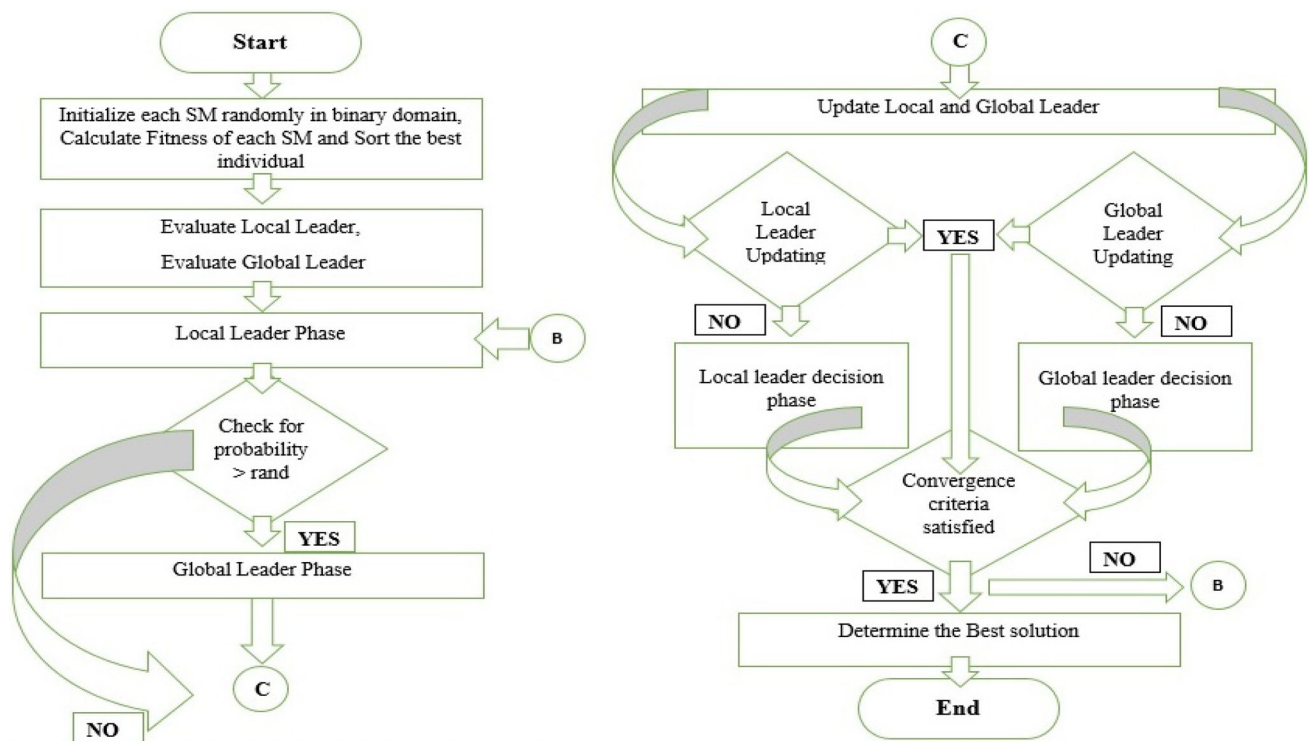 Start
Initialize each SM randomly in binary domain,
Calculate Fitness of each SM and Sort the best
individual
Evaluate Local Leader,
Evaluate Global Leader
Local Leader Phase
B
Check for
probability
> rand
YES
Global Leader Phase
C
NO
C
Update Local and Global Leader
Local
Leader
Updating
YES
Global
Leader
Updating
NO
NO
Local leader decision
phase
Global leader decision
phase
Convergence
criteria
satisfied
YES
NO
B
Determine the Best solution
End